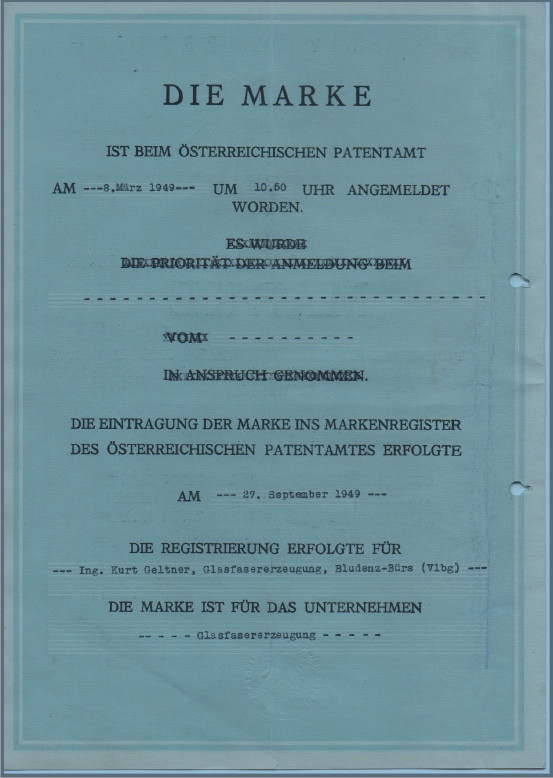 DIE MARKE
IST BEIM ÖSTERREICHISCHEN PATENTAMT
AM ---8.März 1949--- UM 10.50 UHR ANGEMELDET
WORDEN.
ES WURDE
DIE PRIORITÄT DER ANMELDUNG BEIM
- - - - - - - - - - - - - - - - - - - - - - - - - - - - - - -
VOM - - - - - - - - - -
IN ANSPRUCH GENOMMEN.
DIE EINTRAGUNG DER MARKE INS MARKENREGISTER
DES ÖSTERREICHISCHEN PATENTAMTES ERFOLGTE
AM --- 27. September 1949 ---
DIE REGISTRIERUNG ERFOLGTE FÜR
--- Ing. Kurt Geltner, Glasfasererzeugung, Bludenz-Bürs (Vlbg) ---
DIE MARKE IST FÜR DAS UNTERNEHMEN
-- - - - Glasfasererzeugung - - - - -